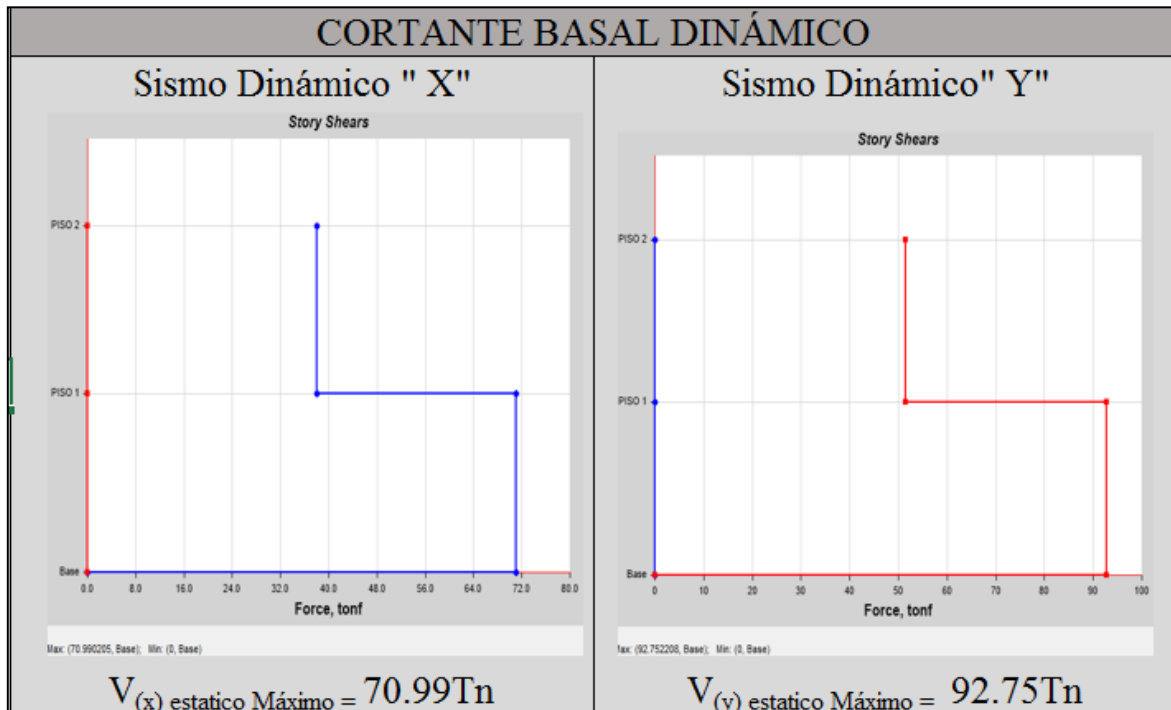 CORTANTE BASAL DINÁMICO
Sismo Dinámico " X"
Story Shears
PISO 2
PISO 1
Base
0.0 8.0 16.0 24.0 32.0 40.0 48.0 56.0 64.0 72.0 80.0
Force, tonf
Max: (70.990205, Base); Min: (0, Base)
V(x) estatico Máximo = 70.99Tn
Sismo Dinámico" Y"
Story Shears
PISO 2
PISO 1
Base
0 10 20 30 40 50 60 70 80 90 100
Force, tonf
Max: (92.752208, Base); Min: (0, Base)
V(y) estatico Máximo = 92.75Tn